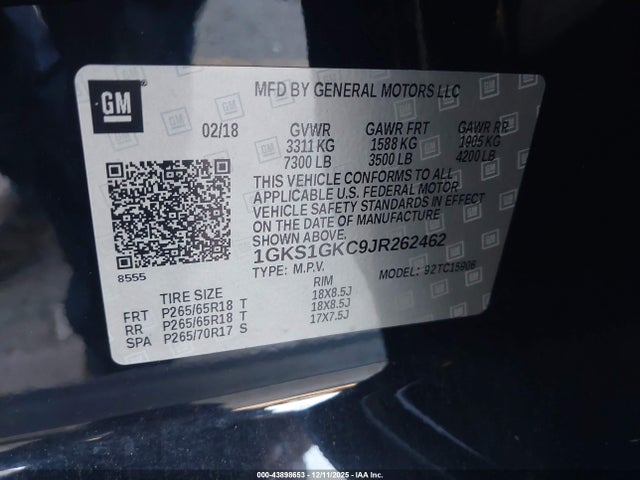 GM
MFD BY GENERAL MOTORS LLC
02/18 GVWR GAWR FRT GAWR RR
3311 KG 1588 KG 1905 KG
7300 LB 3500 LB 4200 LB
THIS VEHICLE CONFORMS TO ALL
APPLICABLE U.S. FEDERAL MOTOR
VEHICLE SAFETY STANDARDS IN EFFECT
ON THE DATE OF MANUFACTURE
SHOWN ABOVE.
1GKS1GKC9JR262462
TYPE: M.P.V. MODEL: 92TC15906
8555
TIRE SIZE RIM
FRT P265/65R18 T 18X8.5J
RR P265/65R18 T 18X8.5J
SPA P265/70R17 S 17X7.5J
000-43898653 - 12/11/2025 - IAA Inc.